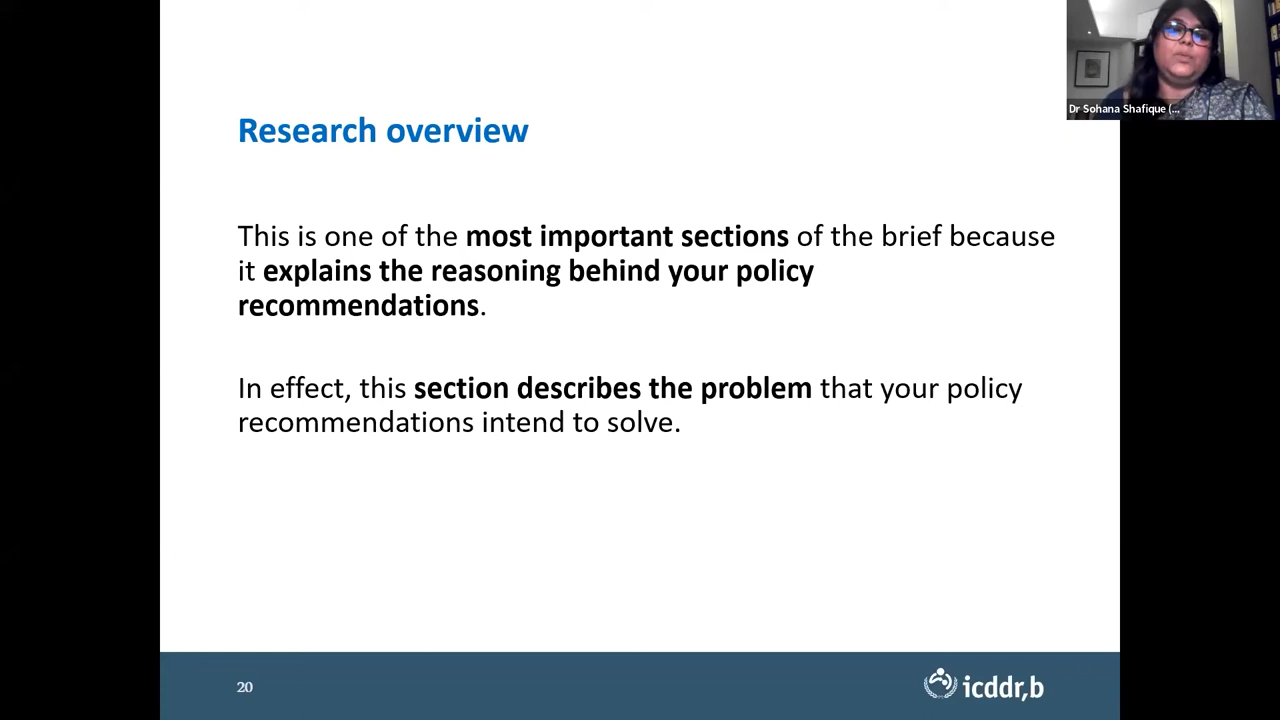 Dr Sohana Shafique (...
Research overview
This is one of the most important sections of the brief because
it explains the reasoning behind your policy
recommendations.
In effect, this section describes the problem that your policy
recommendations intend to solve.
20
icddr,b